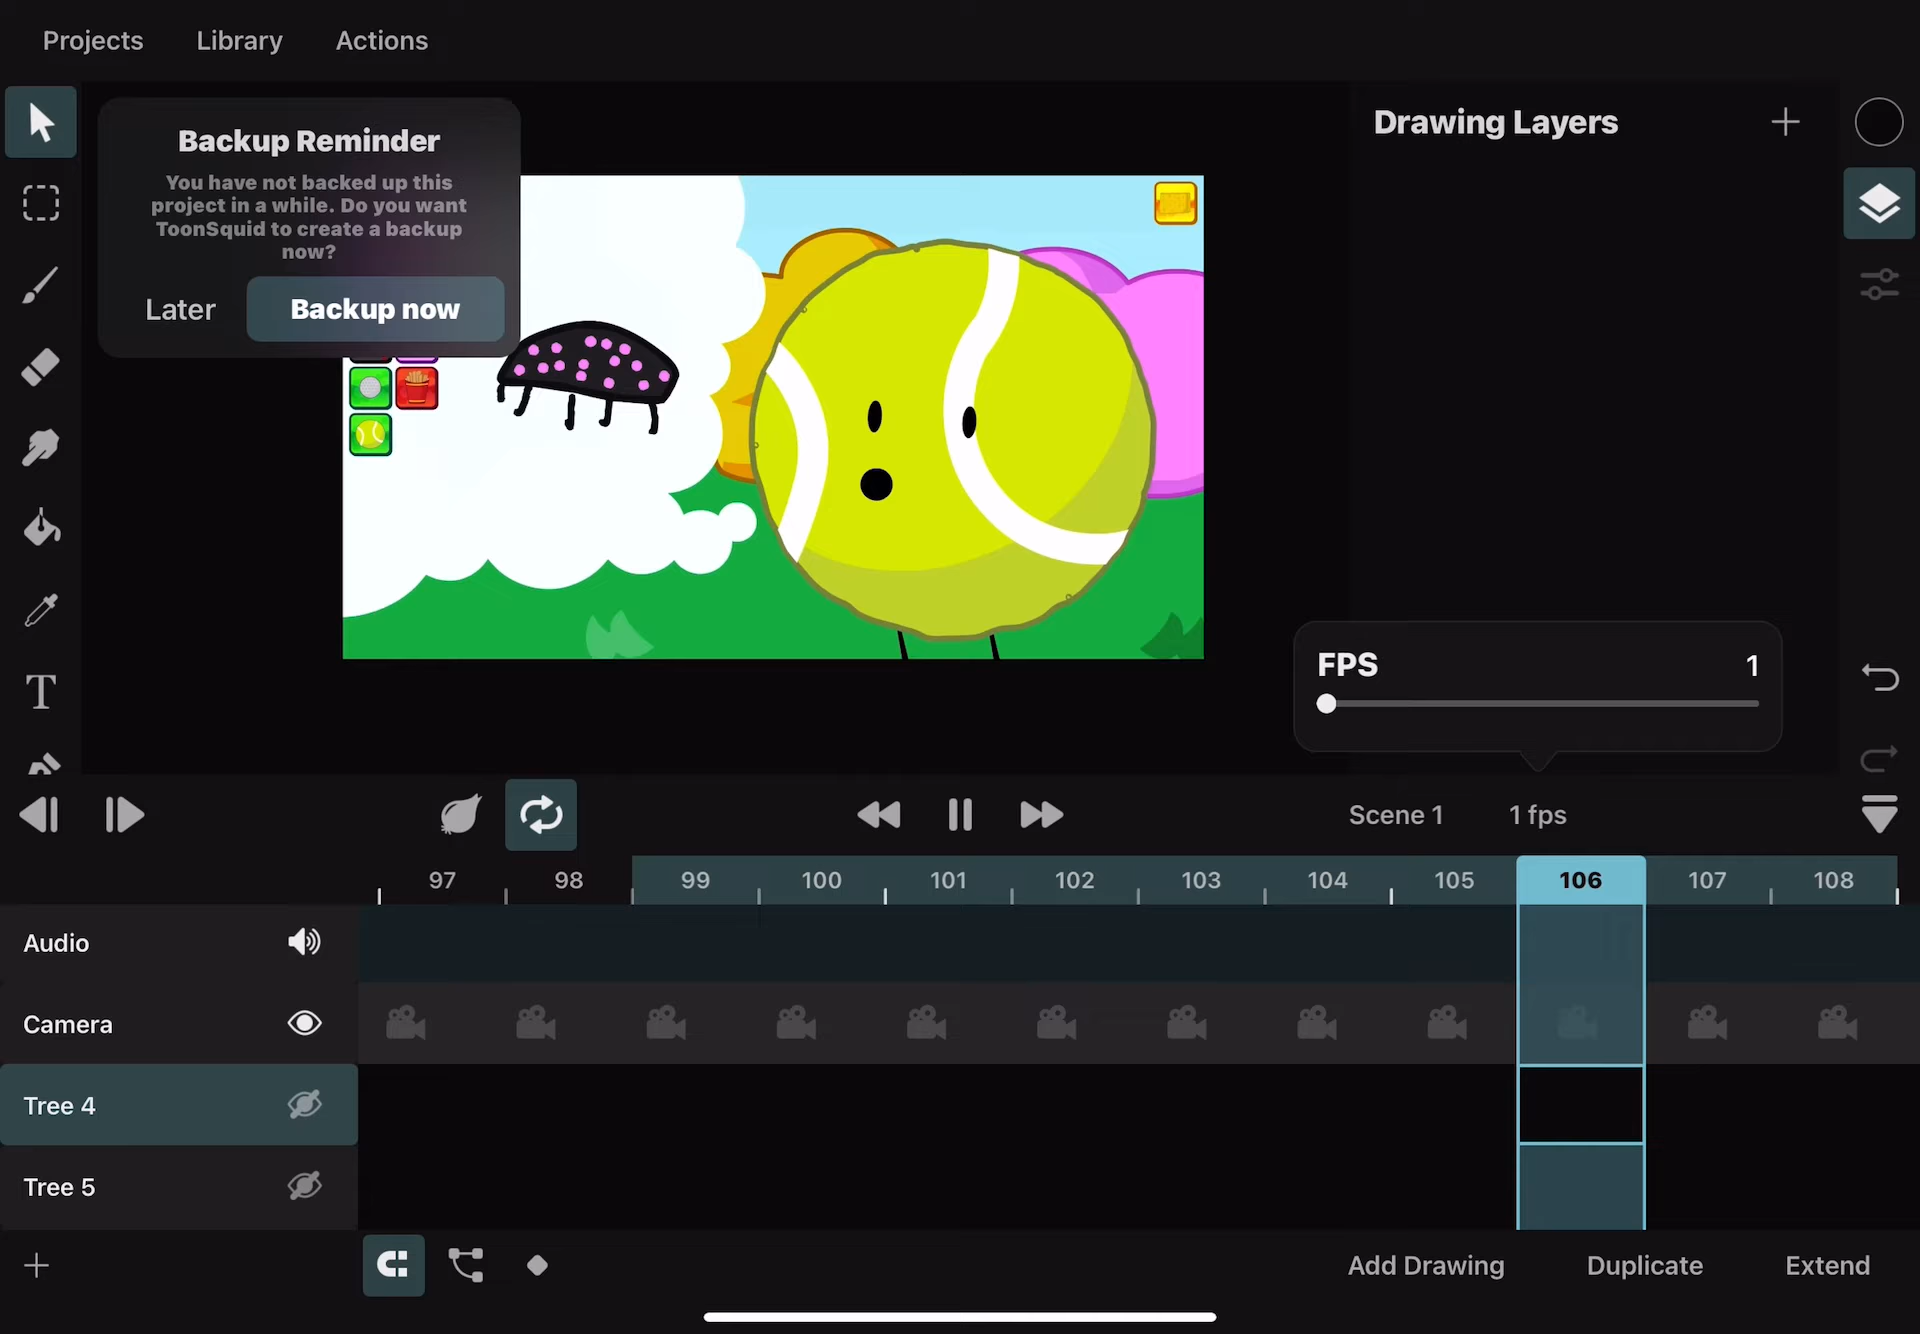 Projects
Library
Actions
Backup Reminder
You have not backed up this
project in a while. Do you want
ToonSquid to create a backup
now?
Later
Backup now
Drawing Layers
FPS
1
T
Scene 1
1 fps
97
98
99
100
101
102
103
104
105
106
107
108
Audio
Camera
Tree 4
Tree 5
Add Drawing
Duplicate
Extend